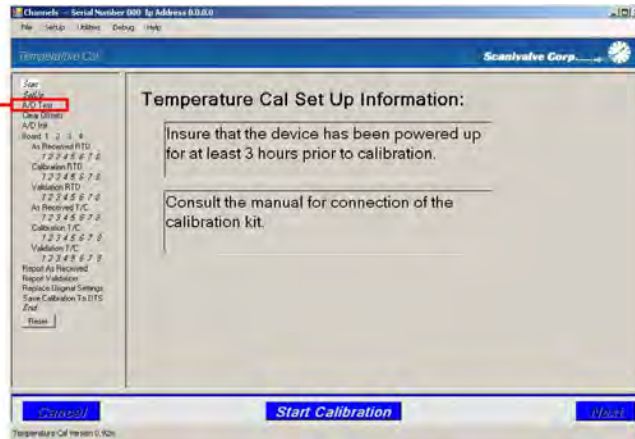 Channels -- Serial Number 000 Ip Address 0.0.0.0
File Setup Utilities Debug Help
Temperature Cal
Scanivalve Corp.
Start
SetUp
A/D Test
Clear Offsets
A/D Init
Board 1 2 3 4
As Received RTD
1 2 3 4 5 6 7 8
Calibration RTD
1 2 3 4 5 6 7 8
Validation RTD
1 2 3 4 5 6 7 8
As Received T/C
1 2 3 4 5 6 7 8
Calibration T/C
1 2 3 4 5 6 7 8
Validation T/C
1 2 3 4 5 6 7 8
Report As Received
Report Validation
Replace Original Settings
Save Calibration To DTS
End
Reset
Temperature Cal Set Up Information:
Insure that the device has been powered up
for at least 3 hours prior to calibration.
Consult the manual for connection of the
calibration kit.
Cancel
Start Calibration
Next
Temperature Cal Version 0.92n